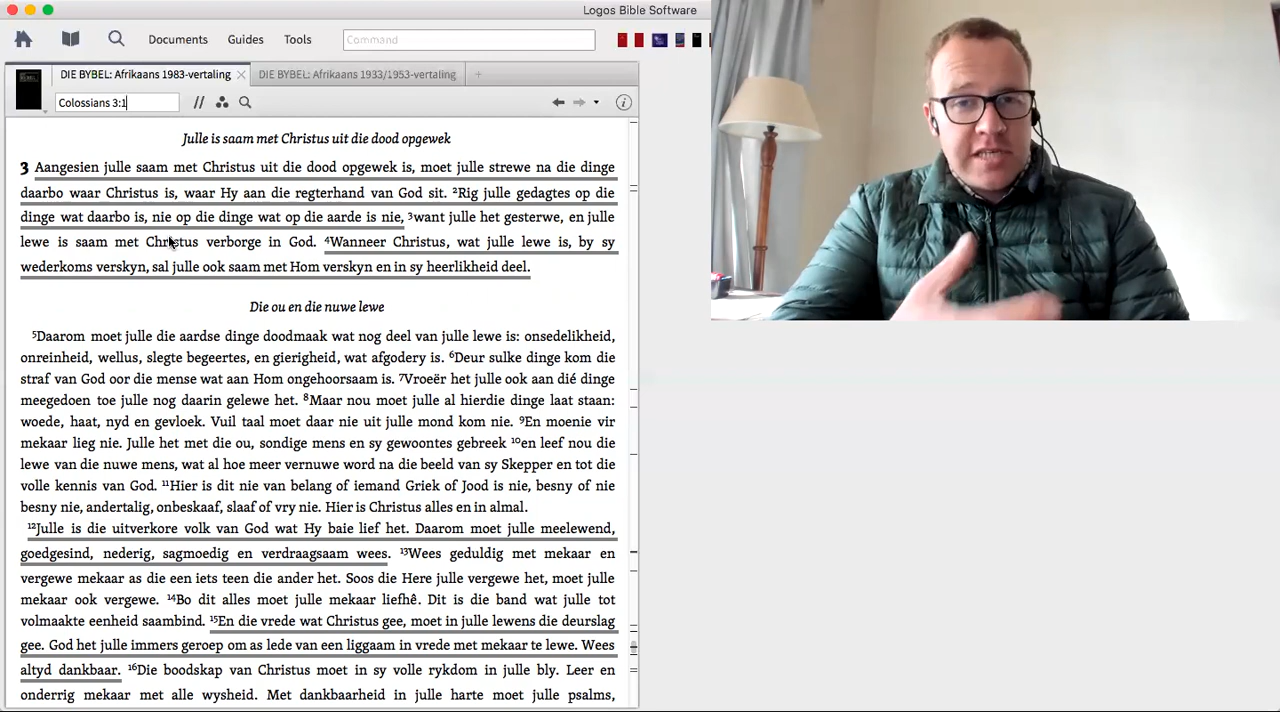 Logos Bible Software
Documents Guides Tools Command
DIE BYBEL: Afrikaans 1983-vertaling DIE BYBEL: Afrikaans 1933/1953-vertaling
Colossians 3:1
Julle is saam met Christus uit die dood opgewek
3 Aangesien julle saam met Christus uit die dood opgewek is, moet julle strewe na die dinge
daarbo waar Christus is, waar Hy aan die regterhand van God sit. ²Rig julle gedagtes op die
dinge wat daarbo is, nie op die dinge wat op die aarde is nie, ³want julle het gesterwe, en julle
lewe is saam met Christus verborge in God. ⁴Wanneer Christus, wat julle lewe is, by sy
wederkoms verskyn, sal julle ook saam met Hom verskyn en in sy heerlikheid deel.
Die ou en die nuwe lewe
⁵Daarom moet julle die aardse dinge doodmaak wat nog deel van julle lewe is: onsedelikheid,
onreinheid, wellus, slegte begeertes, en gierigheid, wat afgodery is. ⁶Deur sulke dinge kom die
straf van God oor die mense wat aan Hom ongehoorsaam is. ⁷Vroeër het julle ook aan dié dinge
meegedoen toe julle nog daarin gelewe het. ⁸Maar nou moet julle al hierdie dinge laat staan:
woede, haat, nyd en gevloek. Vuil taal moet daar nie uit julle mond kom nie. ⁹En moenie vir
mekaar lieg nie. Julle het met die ou, sondige mens en sy gewoontes gebreek ¹⁰en leef nou die
lewe van die nuwe mens, wat al hoe meer vernuwe word na die beeld van sy Skepper en tot die
volle kennis van God. ¹¹Hier is dit nie van belang of iemand Griek of Jood is nie, besny of nie
besny nie, andertalig, onbeskaaf, slaaf of vry nie. Hier is Christus alles en in almal.
¹²Julle is die uitverkore volk van God wat Hy baie lief het. Daarom moet julle meelewend,
goedgesind, nederig, sagmoedig en verdraagsaam wees. ¹³Wees geduldig met mekaar en
vergewe mekaar as die een iets teen die ander het. Soos die Here julle vergewe het, moet julle
mekaar ook vergewe. ¹⁴Bo dit alles moet julle mekaar liefhê. Dit is die band wat julle tot
volmaakte eenheid saambind. ¹⁵En die vrede wat Christus gee, moet in julle lewens die deurslag
gee. God het julle immers geroep om as lede van een liggaam in vrede met mekaar te lewe. Wees
altyd dankbaar. ¹⁶Die boodskap van Christus moet in sy volle rykdom in julle bly. Leer en
onderrig mekaar met alle wysheid. Met dankbaarheid in julle harte moet julle psalms,